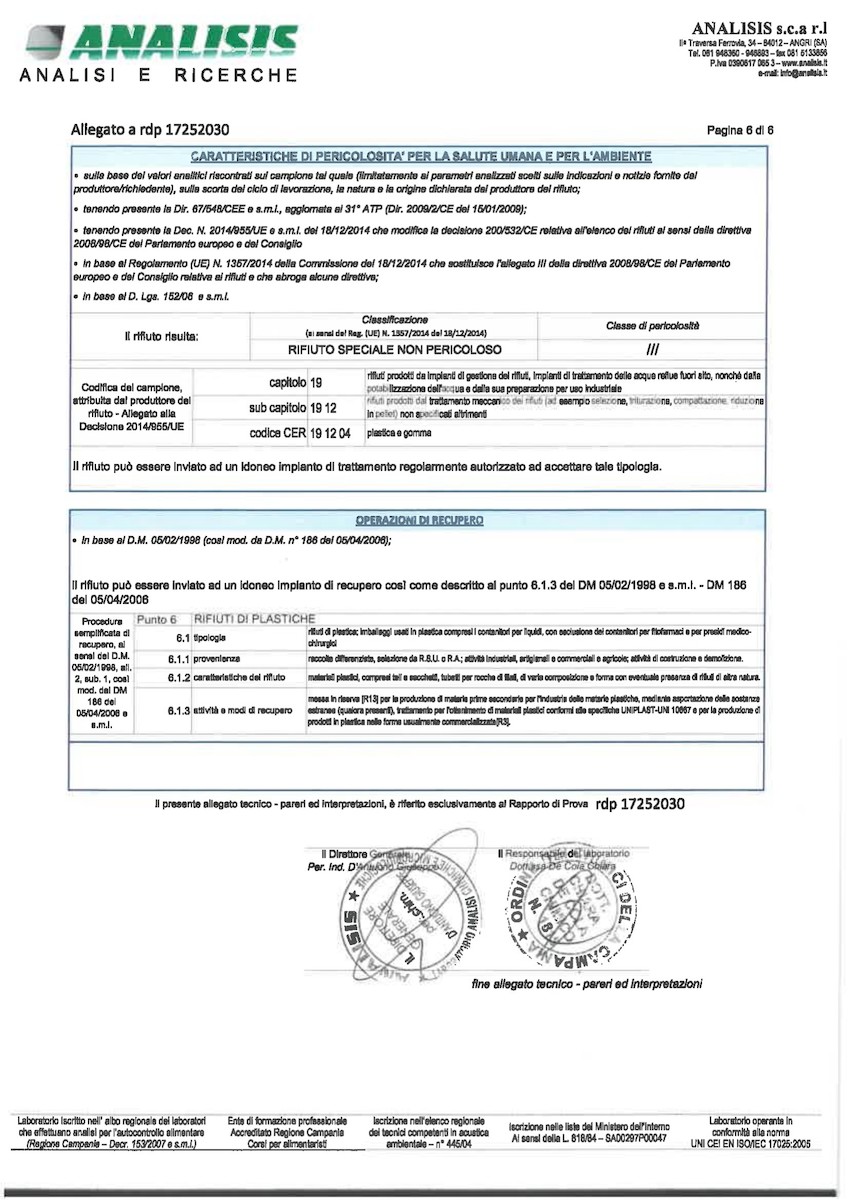 ANALISIS
ANALISI E RICERCHE
ANALISIS s.c.a r.l
IIª Traversa Ferrovia, 34 – 84012 – ANGRI (SA)
Tel. 081 948360 - 946893 – fax 081 5133856
P.Iva 0390517 065 3 – www.analisis.it
e-mail: info@analisis.it
Allegato a rdp 17252030
Pagina 6 di 6
CARATTERISTICHE DI PERICOLOSITA' PER LA SALUTE UMANA E PER L'AMBIENTE
• sulla base dei valori analitici riscontrati sul campione tal quale (limitatamente ai parametri analizzati scelti sulle indicazioni e notizie fornite dal
produttore/richiedente), sulla scorta del ciclo di lavorazione, la natura e la origine dichiarata dal produttore del rifiuto;
• tenendo presente la Dir. 67/548/CEE e s.m.i., aggiornata al 31° ATP (Dir. 2009/2/CE del 15/01/2009);
• tenendo presente la Dec. N. 2014/955/UE e s.m.i. del 18/12/2014 che modifica la decisione 200/532/CE relativa all'elenco dei rifiuti ai sensi della direttiva
2008/98/CE del Parlamento europeo e del Consiglio
• in base al Regolamento (UE) N. 1357/2014 della Commissione del 18/12/2014 che sostituisce l'allegato III della direttiva 2008/98/CE del Parlamento
europeo e del Consiglio relativa ai rifiuti e che abroga alcune direttiva;
• in base al D. Lgs. 152/06 e s.m.i.
Il rifiuto risulta:
Classificazione
(ai sensi del Reg. (UE) N. 1357/2014 del 18/12/2014)
Classe di pericolosità
RIFIUTO SPECIALE NON PERICOLOSO
///
Codifica del campione,
attribuita dal produttore del
rifiuto - Allegato alla
Decisione 2014/955/UE
capitolo 19
rifiuti prodotti da impianti di gestione dei rifiuti, impianti di trattamento delle acque reflue fuori sito, nonchè dalla
potabilizzazione dell'acqua e dalla sua preparazione per uso industriale
sub capitolo 19 12
rifiuti prodotti dal trattamento meccanico dei rifiuti (ad esempio selezione, triturazione, compattazione, riduzione
in pellet) non specificati altrimenti
codice CER 19 12 04
plastica e gomma
Il rifiuto può essere inviato ad un idoneo impianto di trattamento regolarmente autorizzato ad accettare tale tipologia.
OPERAZIONI DI RECUPERO
• In base al D.M. 05/02/1998 (così mod. da D.M. n° 186 del 05/04/2006);
Il rifiuto può essere inviato ad un idoneo impianto di recupero così come descritto al punto 6.1.3 del DM 05/02/1998 e s.m.i. - DM 186
del 05/04/2006
Procedura
semplificata di
recupero, ai
sensi del D.M.
05/02/1998, all.
2, sub. 1, così
mod. dal DM
186 del
05/04/2006 e
s.m.i.
Punto 6 RIFIUTI DI PLASTICHE
6.1 tipologia
rifiuti di plastica; imballaggi usati in plastica compresi i contenitori per liquidi, con esclusione dei contenitori per fitofarmaci e per presidi medico-
chirurgici
6.1.1 provenienza
raccolte differenziate, selezione da R.S.U. o R.A.; attività industriali, artigianali e commerciali e agricole; attività di costruzione e demolizione.
6.1.2 caratteristiche del rifiuto
materiali plastici, compresi teli e sacchetti, tubetti per rocche di filati, di varia composizione e forma con eventuale presenza di rifiuti di altra natura.
6.1.3 attività e modi di recupero
messa in riserva [R13] per la produzione di materie prime secondarie per l'industria delle materie plastiche, mediante asportazione delle sostanze
estranee (qualora presenti), trattamento per l'ottenimento di materiali plastici conformi alle specifiche UNIPLAST-UNI 10667 e per la produzione di
prodotti in plastica nelle forme usualmente commercializzate[R3].
Il presente allegato tecnico - pareri ed interpretazioni, è riferito esclusivamente al Rapporto di Prova rdp 17252030
Il Direttore Generale
Per. Ind. D'Antuono Giuseppe
Il Responsabile del laboratorio
Dott.ssa De Cola Chiara
IL DIRETTORE
GENERALE
per. chim.
ORDIN
CI DELLA
CAMPANIA
fine allegato tecnico - pareri ed interpretazioni
Laboratorio iscritto nell' albo regionale dei laboratori
che effettuano analisi per l'autocontrollo alimentare
(Regione Campania – Decr. 153/2007 e s.m.i.)
Ente di formazione professionale
Accreditato Regione Campania
Corsi per alimentaristi
Iscrizione nell'elenco regionale
dei tecnici competenti in acustica
ambientale – n° 445/04
Iscrizione nelle liste del Ministero dell'Interno
Ai sensi della L. 818/84 – SA00297P00047
Laboratorio operante in
conformità alla norma
UNI CEI EN ISO/IEC 17025:2005